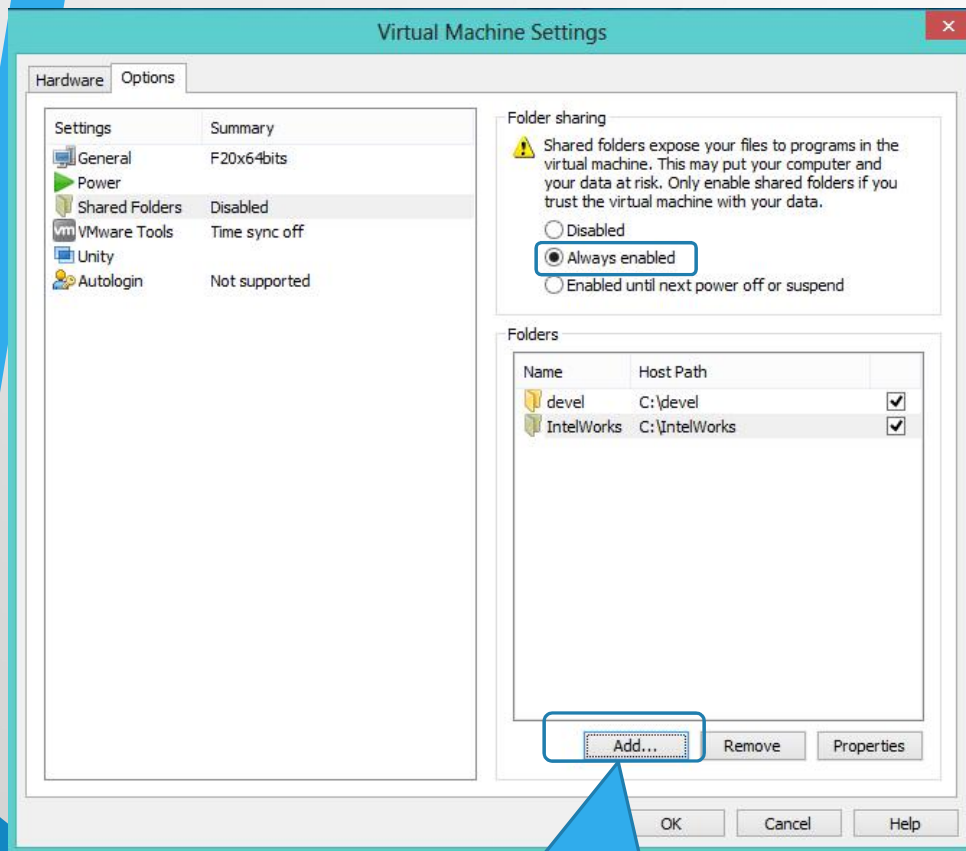 Virtual Machine Settings
Hardware Options
Settings Summary
General F20x64bits
Power
Shared Folders Disabled
vm VMware Tools Time sync off
Unity
Autologin Not supported
Folder sharing
Shared folders expose your files to programs in the
virtual machine. This may put your computer and
your data at risk. Only enable shared folders if you
trust the virtual machine with your data.
Disabled
Always enabled
Enabled until next power off or suspend
Folders
Name Host Path
devel C:\devel
IntelWorks C:\IntelWorks
Add... Remove Properties
OK Cancel Help